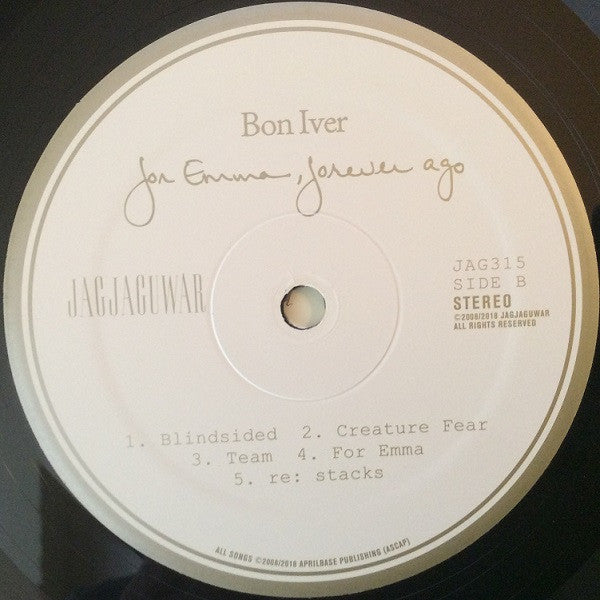 Bon Iver
for Emma, forever ago
JAGJAGUWAR
JAG315
SIDE B
STEREO
©2008/2018 JAGJAGUWAR
ALL RIGHTS RESERVED
1. Blindsided 2. Creature Fear
3. Team 4. For Emma
5. re: stacks
ALL SONGS ©2008/2018 APRILBASE PUBLISHING (ASCAP)